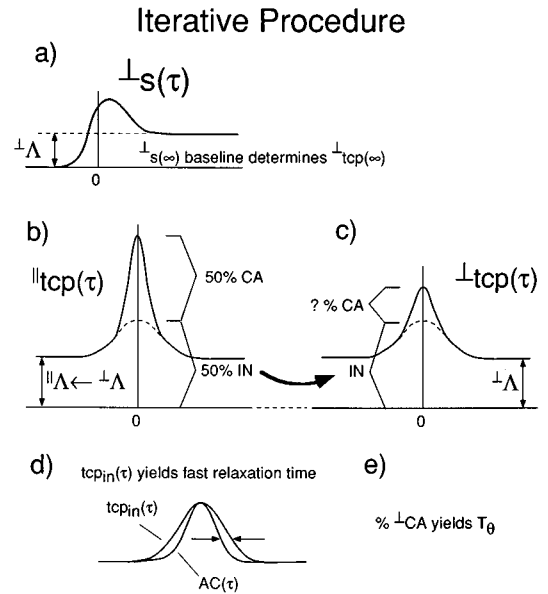 Iterative Procedure
a)
⊥s(τ)
⊥Λ
⊥s(∞) baseline determines ⊥tcp(∞)
0
b)
c)
∥tcp(τ)
50% CA
⊥tcp(τ)
? % CA
∥Λ ← ⊥Λ
50% IN
IN
⊥Λ
0
0
d)
tcpin(τ) yields fast relaxation time
e)
tcpin(τ)
% ⊥CA yields Tθ
AC(τ)